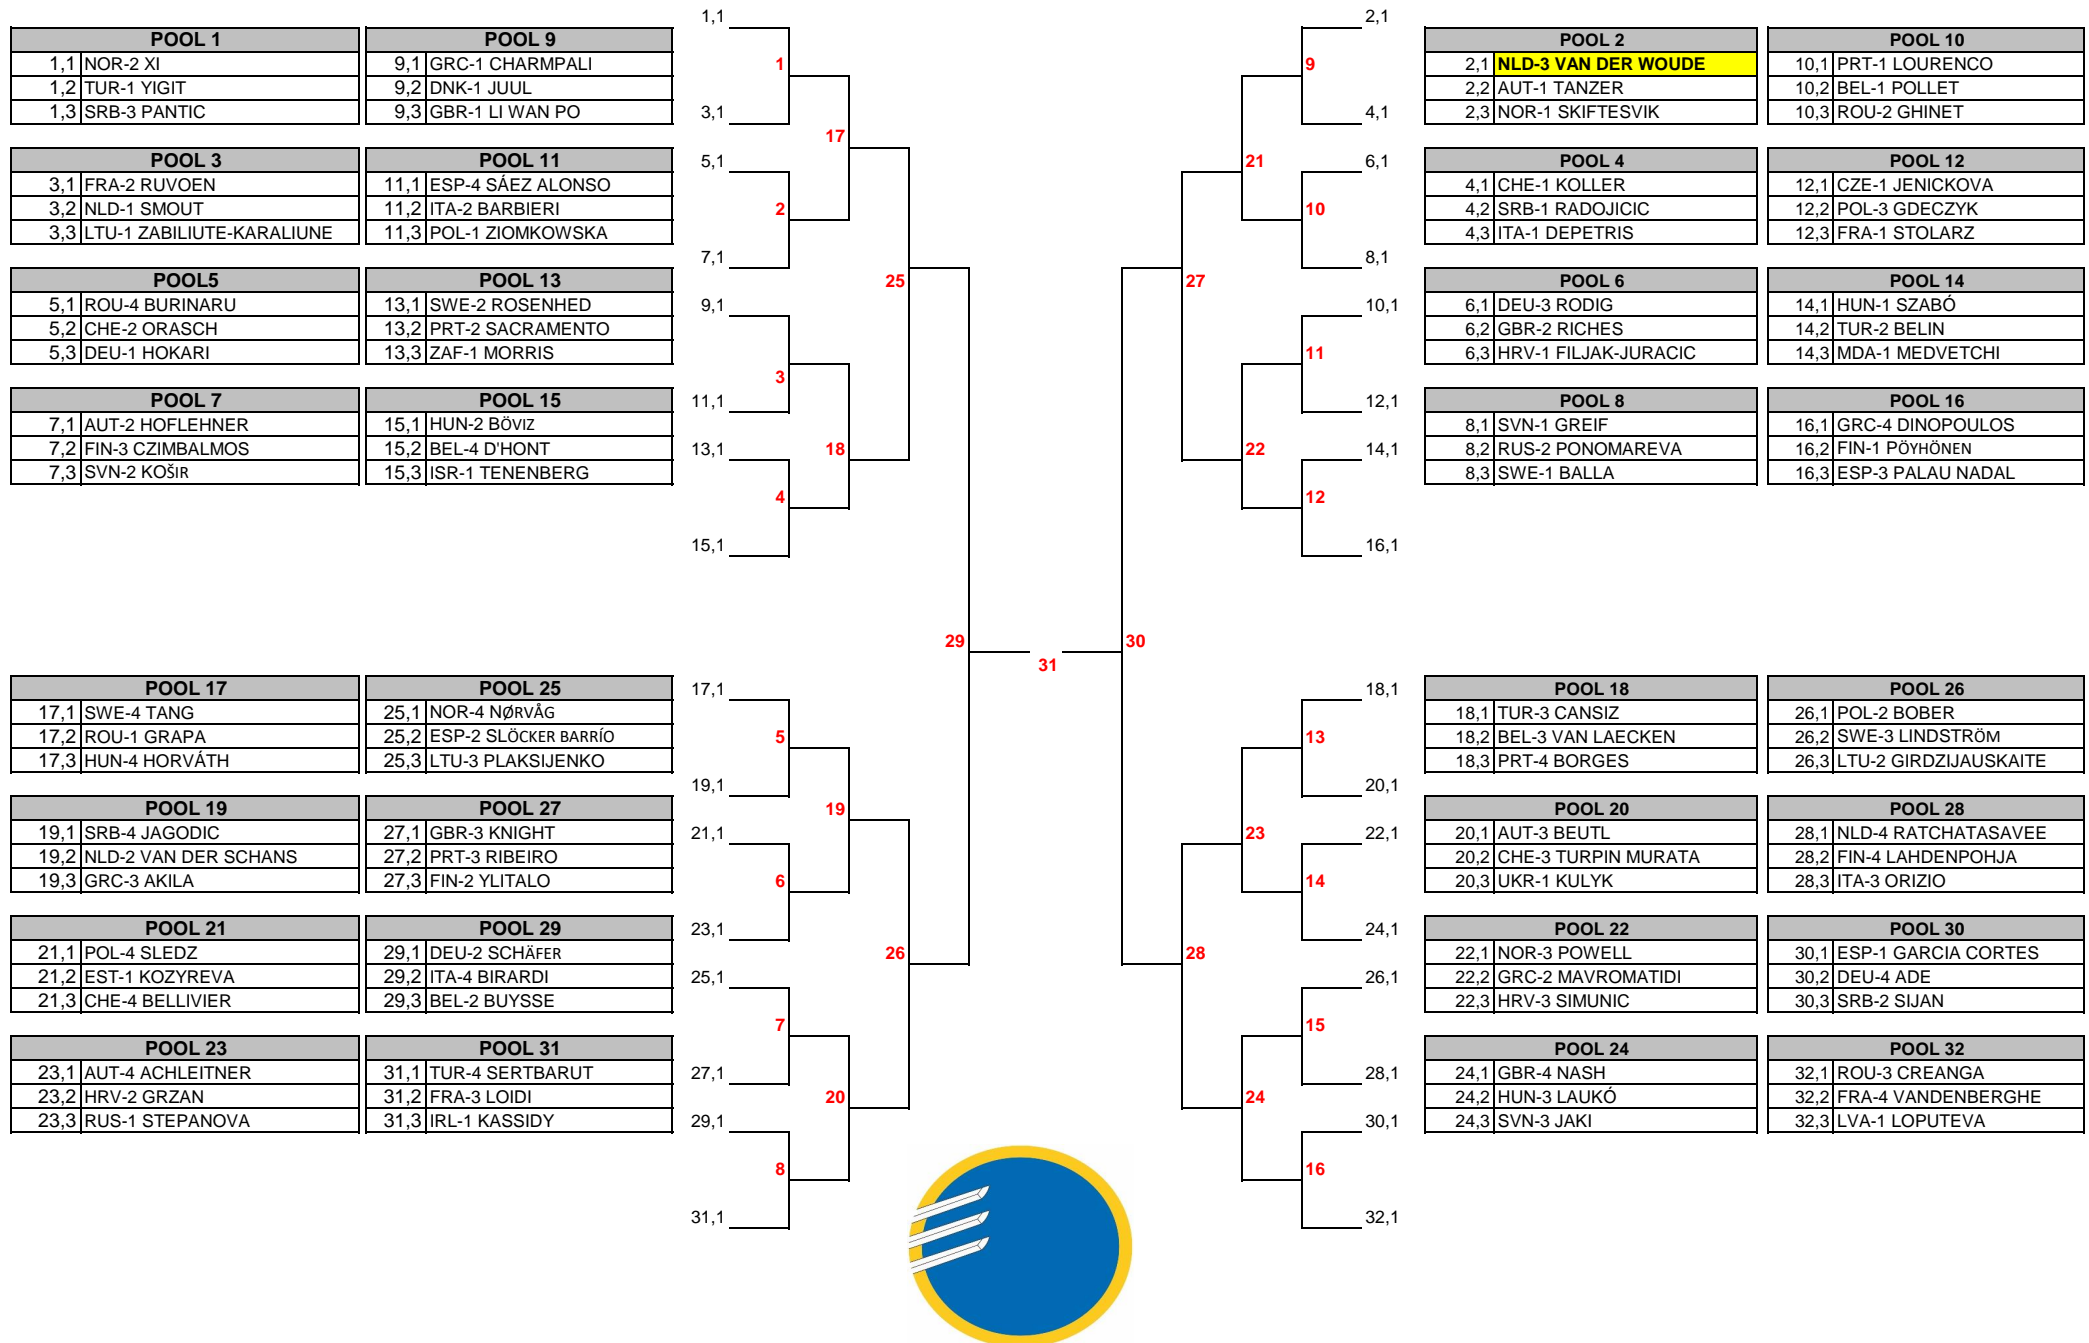 POOL 1
1,1 NOR-2 XI
1,2 TUR-1 YIGIT
1,3 SRB-3 PANTIC
POOL 9
9,1 GRC-1 CHARMPALI
9,2 DNK-1 JUUL
9,3 GBR-1 LI WAN PO
POOL 3
3,1 FRA-2 RUVOEN
3,2 NLD-1 SMOUT
3,3 LTU-1 ZABILIUTE-KARALIUNE
POOL 11
11,1 ESP-4 SÁEZ ALONSO
11,2 ITA-2 BARBIERI
11,3 POL-1 ZIOMKOWSKA
POOL5
5,1 ROU-4 BURINARU
5,2 CHE-2 ORASCH
5,3 DEU-1 HOKARI
POOL 13
13,1 SWE-2 ROSENHED
13,2 PRT-2 SACRAMENTO
13,3 ZAF-1 MORRIS
POOL 7
7,1 AUT-2 HOFLEHNER
7,2 FIN-3 CZIMBALMOS
7,3 SVN-2 KOŠIR
POOL 15
15,1 HUN-2 BÖVIZ
15,2 BEL-4 D'HONT
15,3 ISR-1 TENENBERG
1,1
1
3,1
17
5,1
2
7,1
25
9,1
3
11,1
18
13,1
4
15,1
29
31
30
2,1
9
4,1
21
6,1
10
8,1
27
10,1
11
12,1
22
14,1
12
16,1
POOL 2
2,1 NLD-3 VAN DER WOUDE
2,2 AUT-1 TANZER
2,3 NOR-1 SKIFTESVIK
POOL 10
10,1 PRT-1 LOURENCO
10,2 BEL-1 POLLET
10,3 ROU-2 GHINET
POOL 4
4,1 CHE-1 KOLLER
4,2 SRB-1 RADOJICIC
4,3 ITA-1 DEPETRIS
POOL 12
12,1 CZE-1 JENICKOVA
12,2 POL-3 GDECZYK
12,3 FRA-1 STOLARZ
POOL 6
6,1 DEU-3 RODIG
6,2 GBR-2 RICHES
6,3 HRV-1 FILJAK-JURACIC
POOL 14
14,1 HUN-1 SZABÓ
14,2 TUR-2 BELIN
14,3 MDA-1 MEDVETCHI
POOL 8
8,1 SVN-1 GREIF
8,2 RUS-2 PONOMAREVA
8,3 SWE-1 BALLA
POOL 16
16,1 GRC-4 DINOPOULOS
16,2 FIN-1 PÖYHÖNEN
16,3 ESP-3 PALAU NADAL
POOL 17
17,1 SWE-4 TANG
17,2 ROU-1 GRAPA
17,3 HUN-4 HORVÁTH
POOL 25
25,1 NOR-4 NØRVÅG
25,2 ESP-2 SLÖCKER BARRÍO
25,3 LTU-3 PLAKSIJENKO
POOL 19
19,1 SRB-4 JAGODIC
19,2 NLD-2 VAN DER SCHANS
19,3 GRC-3 AKILA
POOL 27
27,1 GBR-3 KNIGHT
27,2 PRT-3 RIBEIRO
27,3 FIN-2 YLITALO
POOL 21
21,1 POL-4 SLEDZ
21,2 EST-1 KOZYREVA
21,3 CHE-4 BELLIVIER
POOL 29
29,1 DEU-2 SCHÄFER
29,2 ITA-4 BIRARDI
29,3 BEL-2 BUYSSE
POOL 23
23,1 AUT-4 ACHLEITNER
23,2 HRV-2 GRZAN
23,3 RUS-1 STEPANOVA
POOL 31
31,1 TUR-4 SERTBARUT
31,2 FRA-3 LOIDI
31,3 IRL-1 KASSIDY
17,1
5
19,1
19
21,1
6
23,1
26
25,1
7
27,1
20
29,1
8
31,1
18,1
13
20,1
23
22,1
14
24,1
28
26,1
15
28,1
24
30,1
16
32,1
POOL 18
18,1 TUR-3 CANSIZ
18,2 BEL-3 VAN LAECKEN
18,3 PRT-4 BORGES
POOL 26
26,1 POL-2 BOBER
26,2 SWE-3 LINDSTRÖM
26,3 LTU-2 GIRDZIJAUSKAITE
POOL 20
20,1 AUT-3 BEUTL
20,2 CHE-3 TURPIN MURATA
20,3 UKR-1 KULYK
POOL 28
28,1 NLD-4 RATCHATASAVEE
28,2 FIN-4 LAHDENPOHJA
28,3 ITA-3 ORIZIO
POOL 22
22,1 NOR-3 POWELL
22,2 GRC-2 MAVROMATIDI
22,3 HRV-3 SIMUNIC
POOL 30
30,1 ESP-1 GARCIA CORTES
30,2 DEU-4 ADE
30,3 SRB-2 SIJAN
POOL 24
24,1 GBR-4 NASH
24,2 HUN-3 LAUKÓ
24,3 SVN-3 JAKI
POOL 32
32,1 ROU-3 CREANGA
32,2 FRA-4 VANDENBERGHE
32,3 LVA-1 LOPUTEVA